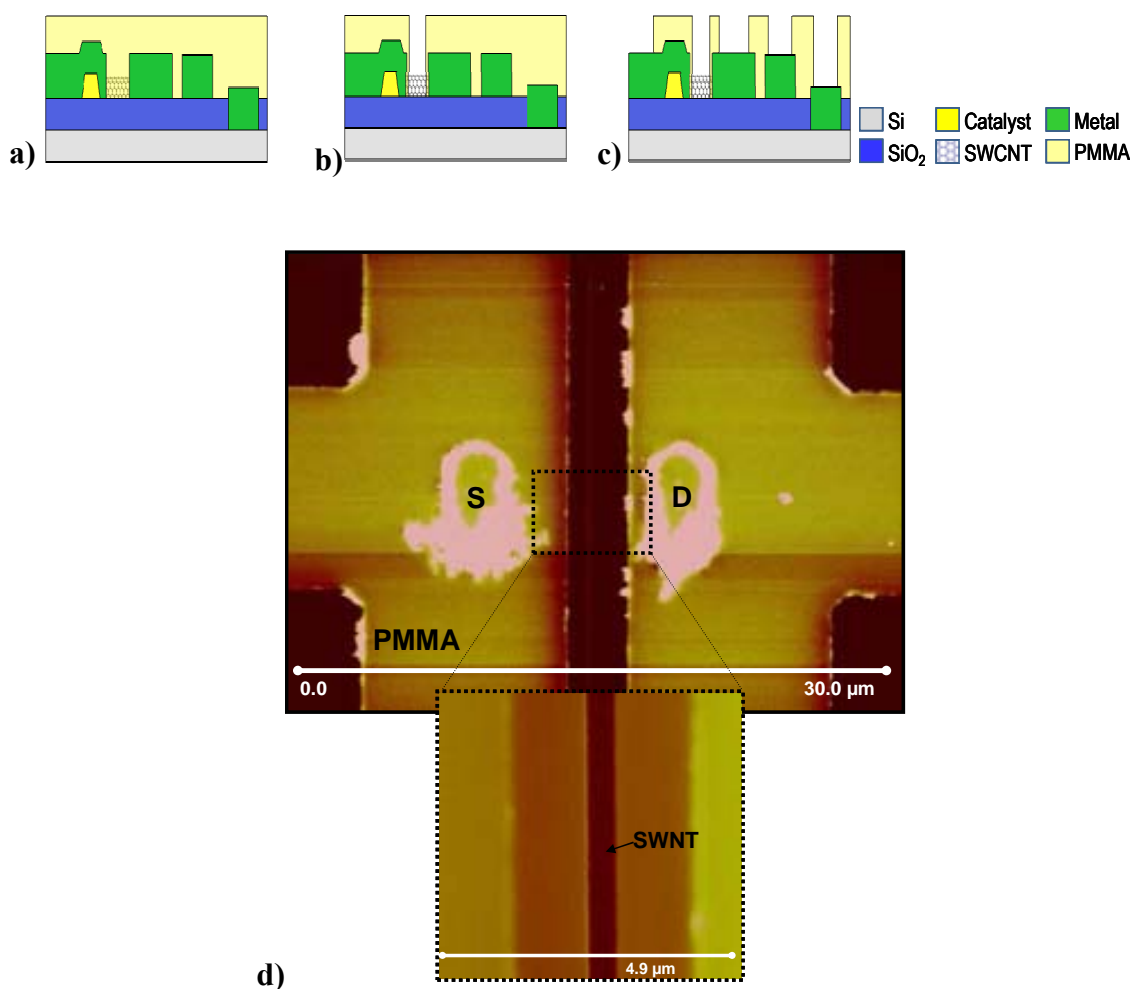 a)
b)
c)
Si
Catalyst
Metal
SiO₂
SWCNT
PMMA
S
D
PMMA
0.0
30.0 µm
SWNT
4.9 µm
d)